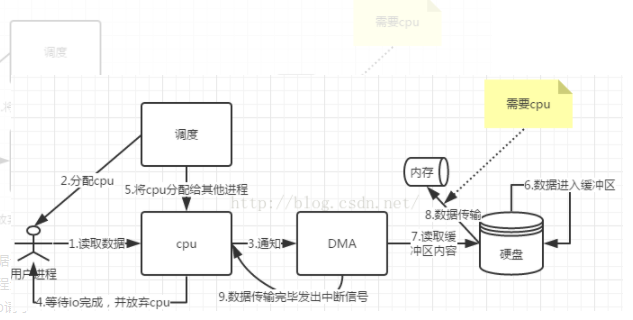 需要cpu
调度
需要cpu
调度
2.分配cpu
5.将cpu分配给其他进程
内存
6.数据进入缓冲区
http://blog.csdn.net/
8.数据传输
1.读取数据
cpu
3.通知
DMA
7.读取缓
冲区内容
硬盘
用户进程
4.等待io完成，并放弃cpu
9.数据传输完毕发出中断信号